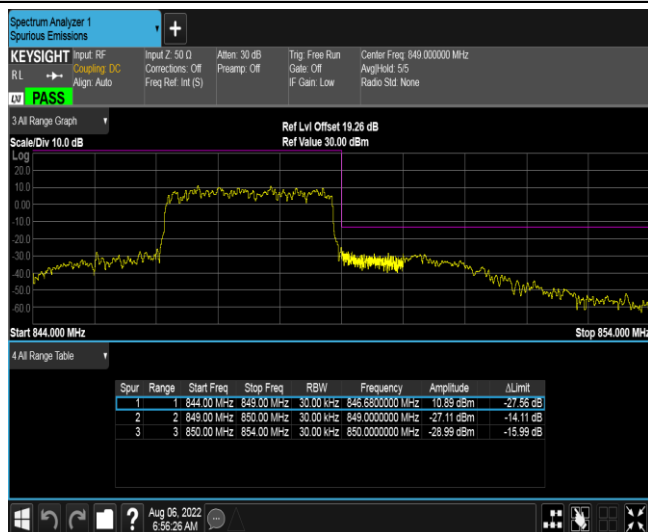 Spectrum Analyzer 1
Spurious Emissions
KEYSIGHT Input: RF Input Z: 50 Ω Atten: 30 dB Trig: Free Run Center Freq: 849.000000 MHz
RL Coupling: DC Corrections: Off Preamp: Off Gate: Off Avg|Hold: 5/5
Align: Auto Freq Ref: Int (S) IF Gain: Low Radio Std: None
LXI PASS
3 All Range Graph
Ref Lvl Offset 19.26 dB
Scale/Div 10.0 dB Ref Value 30.00 dBm
Log
20.0
10.0
0.00
-10.0
-20.0
-30.0
-40.0
-50.0
-60.0
Start 844.000 MHz Stop 854.000 MHz
4 All Range Table
Spur Range Start Freq Stop Freq RBW Frequency Amplitude ΔLimit
1 1 844.00 MHz 849.00 MHz 30.00 kHz 846.6800000 MHz 10.89 dBm -27.56 dB
2 2 849.00 MHz 850.00 MHz 30.00 kHz 849.0000000 MHz -27.11 dBm -14.11 dB
3 3 850.00 MHz 854.00 MHz 30.00 kHz 850.0000000 MHz -28.99 dBm -15.99 dB
? Aug 06, 2022
6:56:26 AM